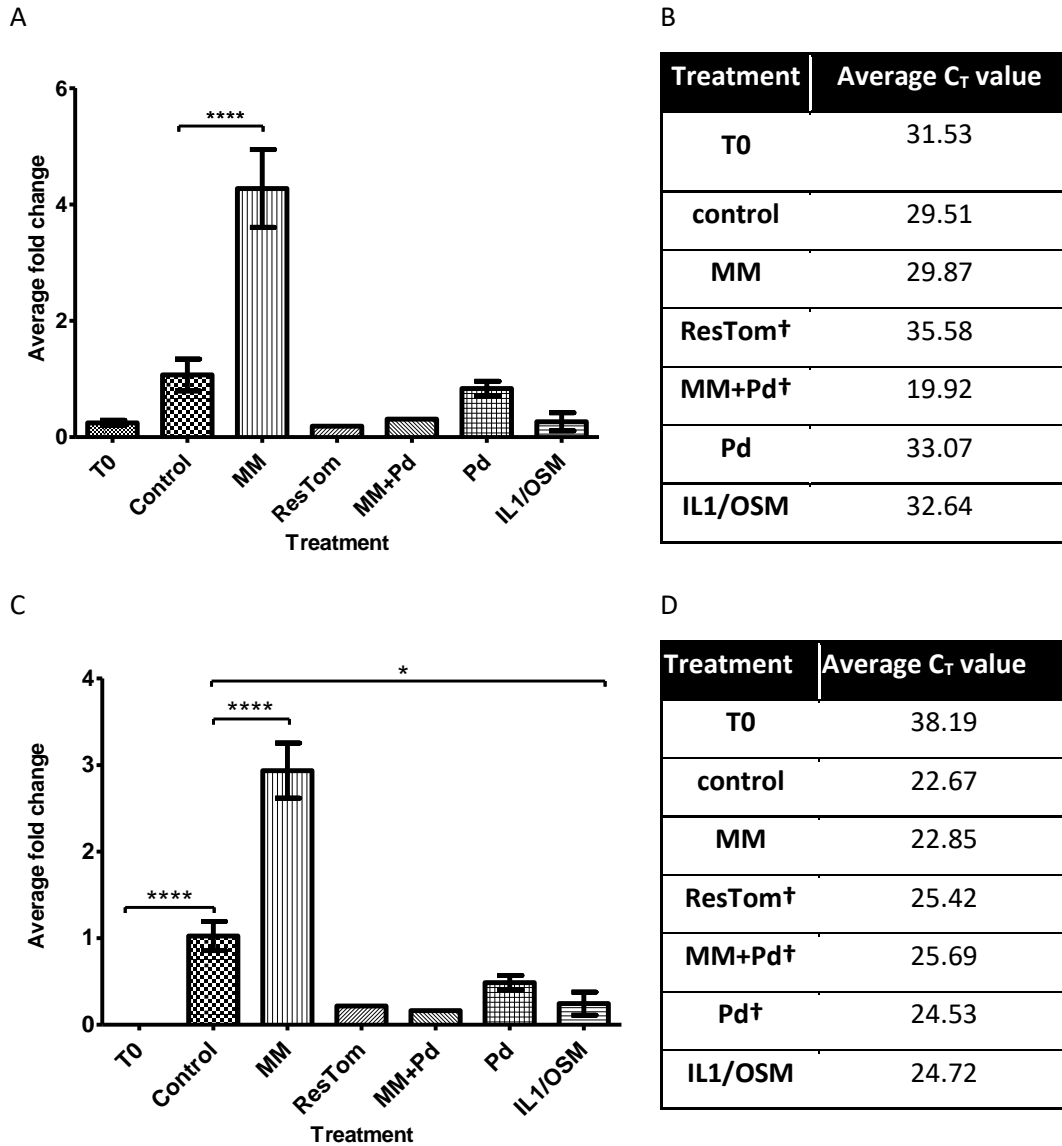 A
6
4
2
0
Average fold change
****
T0
Control
MM
ResTom
MM+Pd
Pd
IL1/OSM
Treatment
B
Treatment Average CT value
T0 31.53
control 29.51
MM 29.87
ResTom† 35.58
MM+Pd† 19.92
Pd 33.07
IL1/OSM 32.64
C
4
3
2
1
0
Average fold change
*
****
****
T0
Control
MM
ResTom
MM+Pd
Pd
IL1/OSM
Treatment
D
Treatment Average CT value
T0 38.19
control 22.67
MM 22.85
ResTom† 25.42
MM+Pd† 25.69
Pd† 24.53
IL1/OSM 24.72